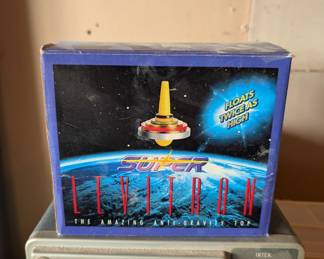 FLOATS
TWICE AS
HIGH
SUPER
LEVITRON
THE AMAZING ANTI-GRAVITY TOP